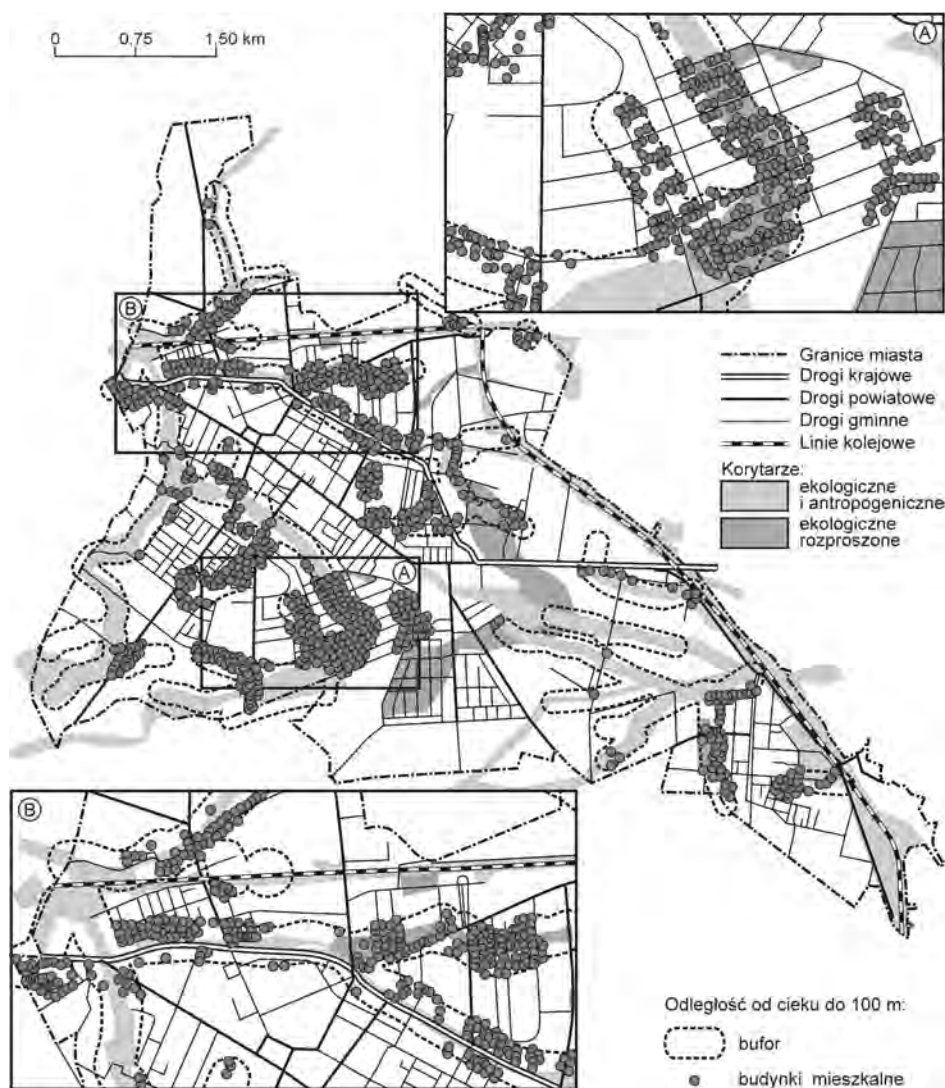 0 0,75 1,50 km
A
B
Granice miasta
Drogi krajowe
Drogi powiatowe
Drogi gminne
Linie kolejowe
Korytarze:
ekologiczne
i antropogeniczne
ekologiczne
rozproszone
A
B
Odległość od cieku do 100 m:
bufor
budynki mieszkalne